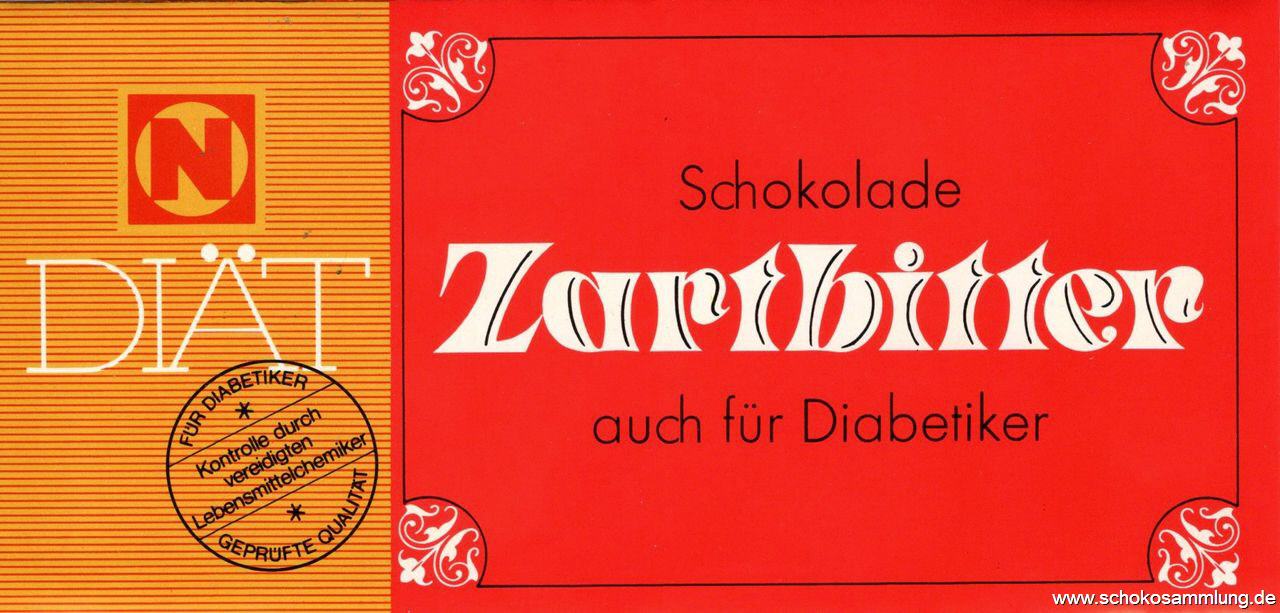 N
DIÄT
FÜR DIABETIKER
*
Kontrolle durch
vereidigten
Lebensmittelchemiker
*
GEPRÜFTE QUALITÄT
Schokolade
Zartbitter
auch für Diabetiker
www.schokosammlung.de